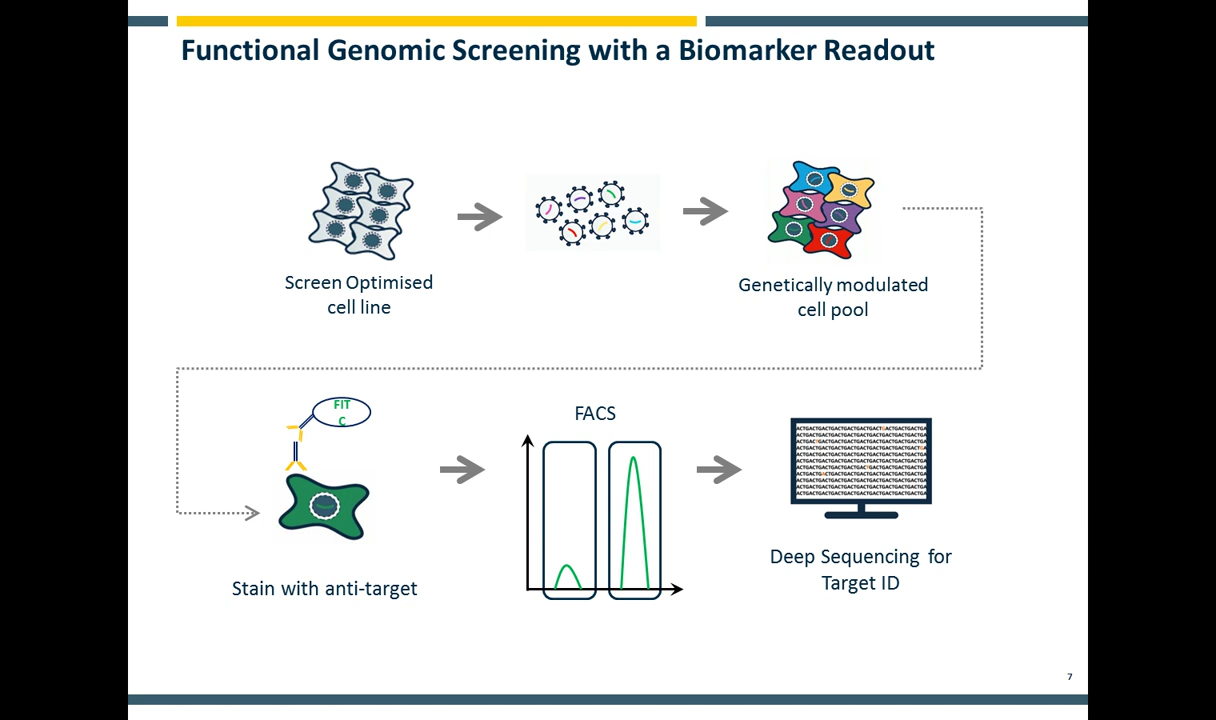 Functional Genomic Screening with a Biomarker Readout
Screen Optimised
cell line
Genetically modulated
cell pool
FIT
C
Stain with anti-target
FACS
Deep Sequencing for
Target ID
7